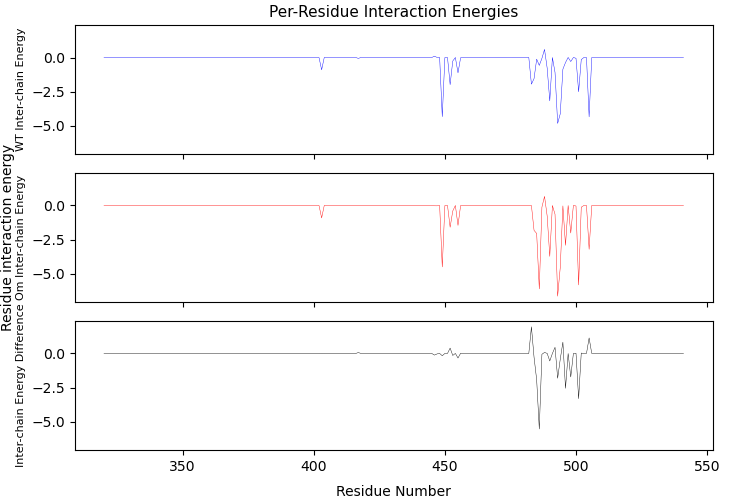 Per-Residue Interaction Energies
WT Inter-chain Energy
0.0
−2.5
−5.0
Residue interaction energy
Om Inter-chain Energy
0.0
−2.5
−5.0
Inter-chain Energy Difference
0.0
−2.5
−5.0
350 400 450 500 550
Residue Number